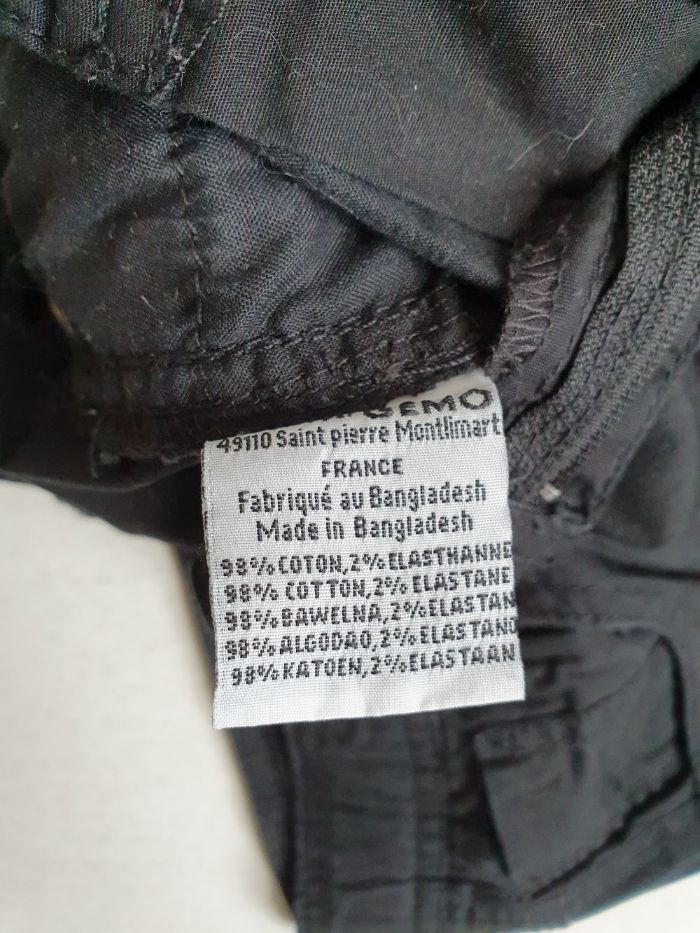 GEMO
49110 Saint pierre Montlimart
FRANCE
Fabriqué au Bangladesh
Made in Bangladesh
98% COTON,2% ELASTHANNE
98% COTTON,2% ELASTANE
98% BAWELNA,2% ELASTAN
98% ALGODAO,2% ELASTANO
98% KATOEN,2% ELASTAAN